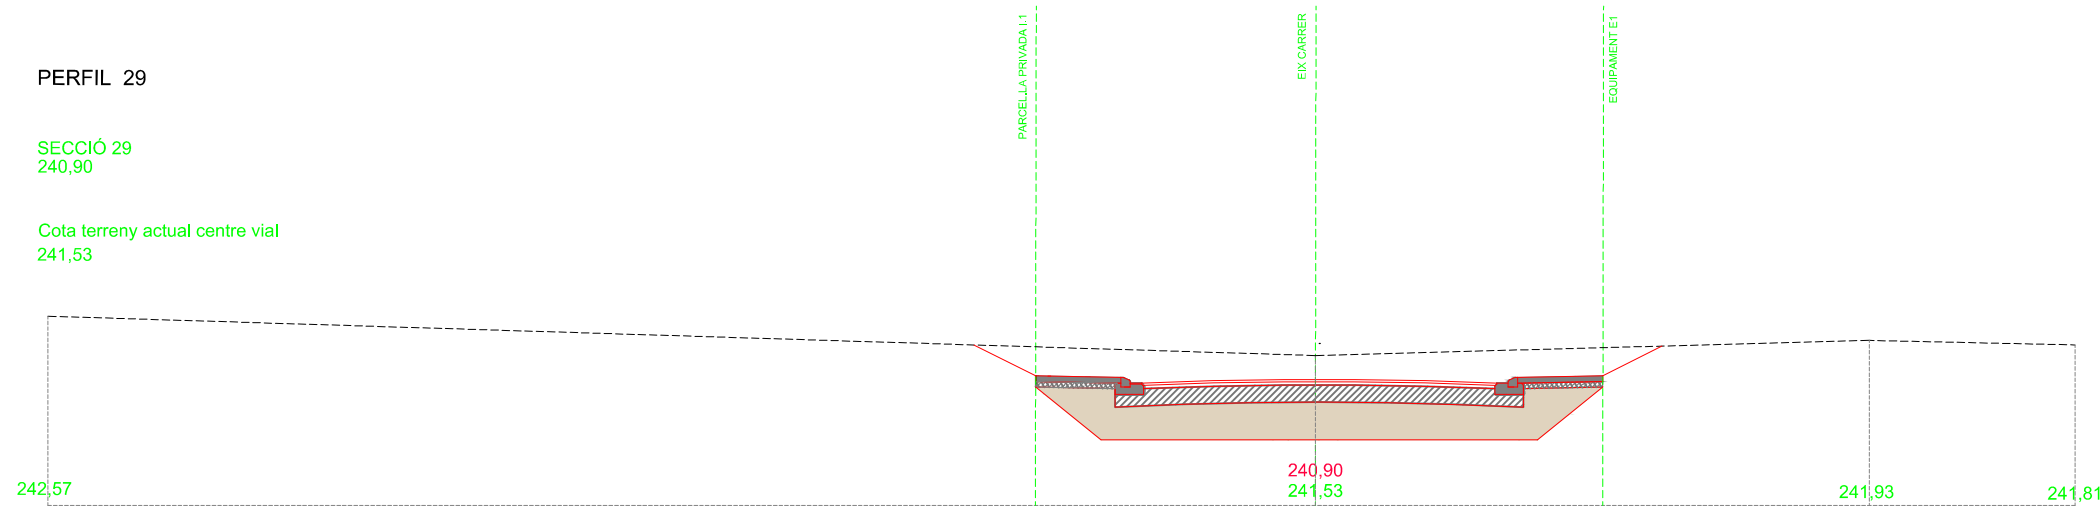 PARCEL,LA PRIVADA I.1
EIX CARRER
EQUIPAMENT E1
PERFIL 29
SECCIÓ 29
240,90
Cota terreny actual centre vial
241,53
240,90
242,57
241,53
241,93
241,81